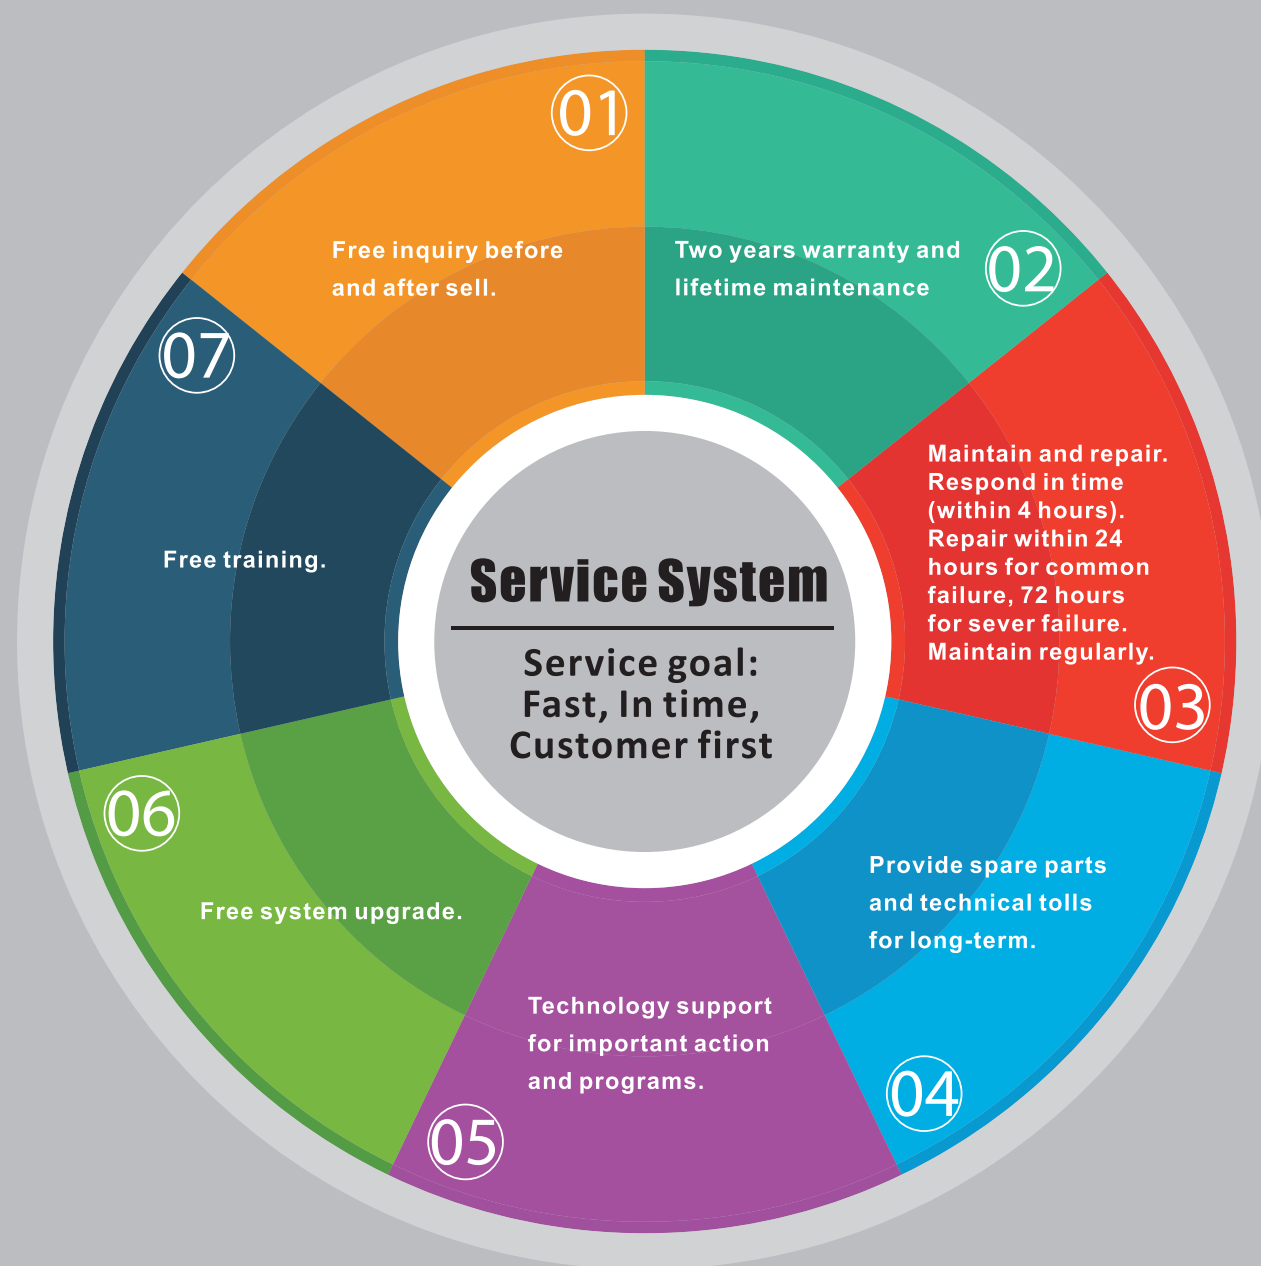 01
Free inquiry before
and after sell.
02
Two years warranty and
lifetime maintenance
03
Maintain and repair.
Respond in time
(within 4 hours).
Repair within 24
hours for common
failure, 72 hours
for sever failure.
Maintain regularly.
04
Provide spare parts
and technical tolls
for long-term.
05
Technology support
for important action
and programs.
06
Free system upgrade.
07
Free training.
Service System
Service goal:
Fast, In time,
Customer first